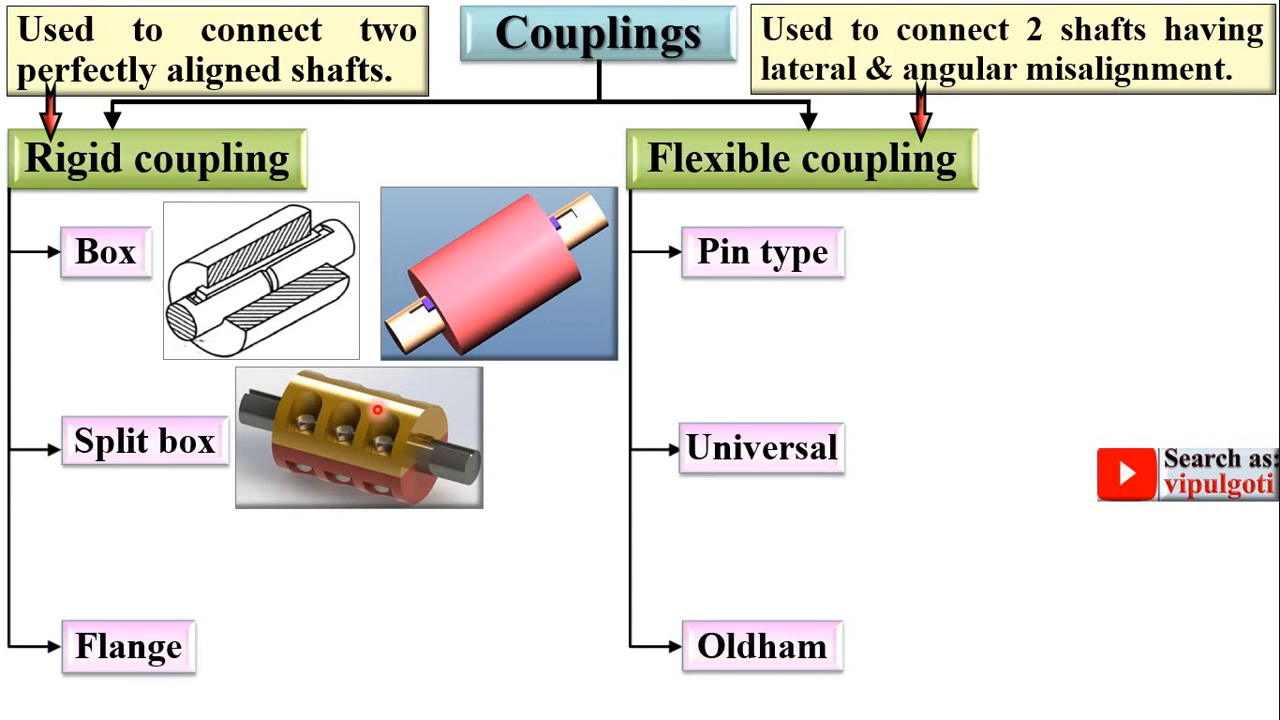 Used to connect two
perfectly aligned shafts.
Couplings
Used to connect 2 shafts having
lateral & angular misalignment.
Rigid coupling
Flexible coupling
Box
Pin type
Split box
Universal
Search as:
vipulgoti
Flange
Oldham